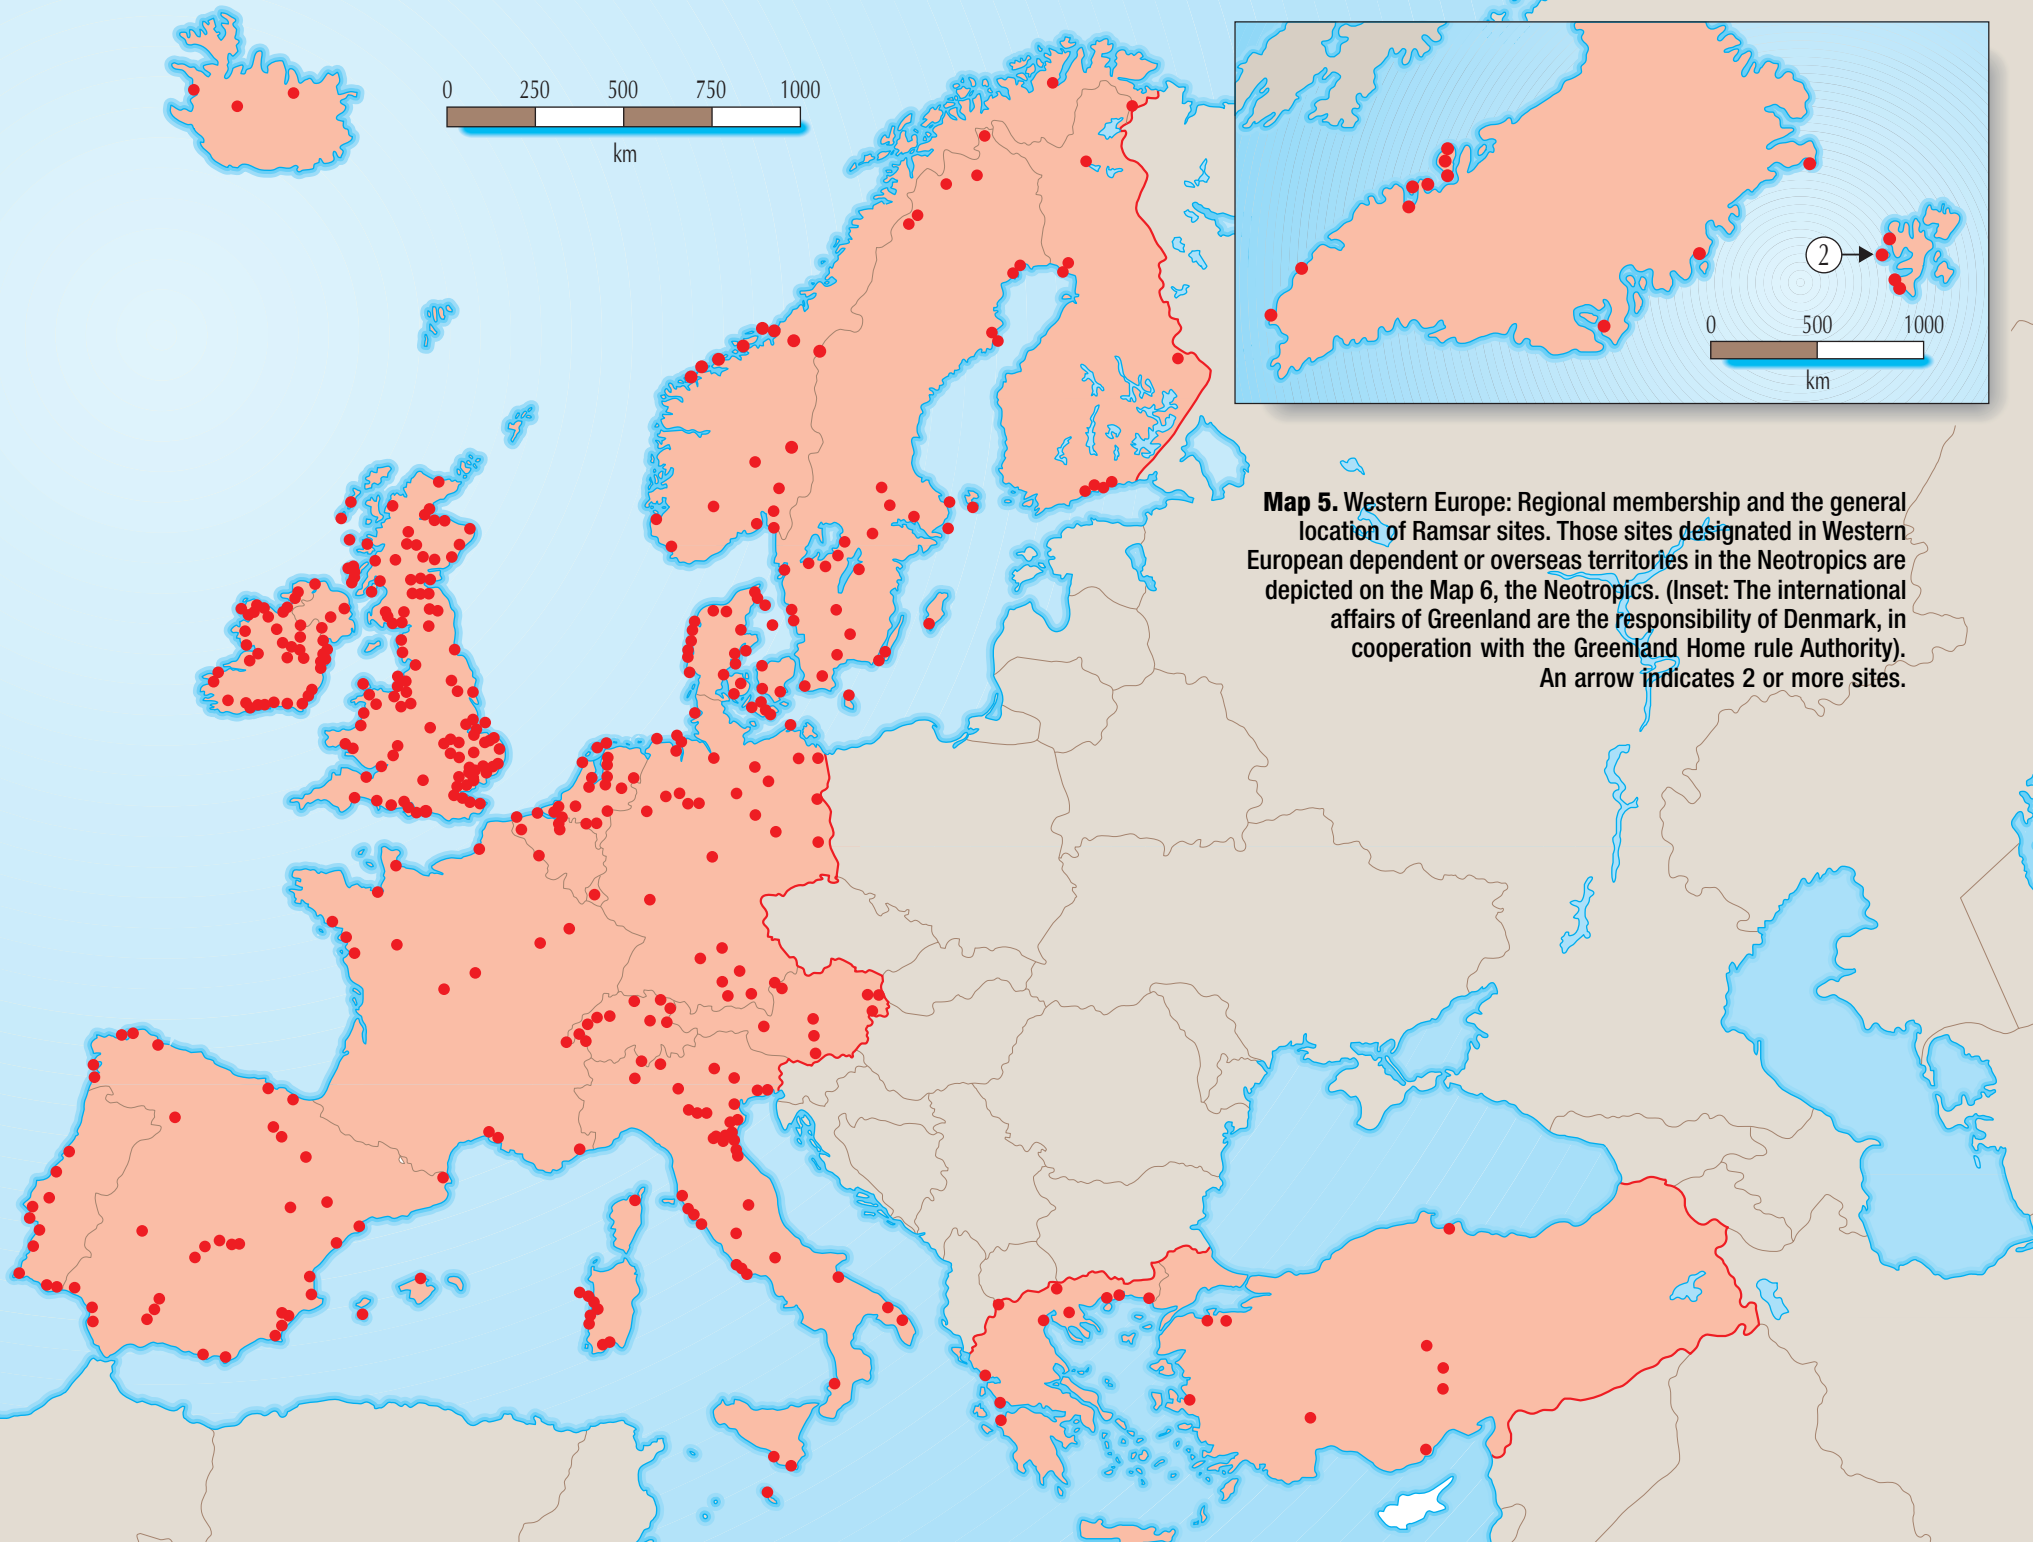 0 250 500 750 1000
km
2
0 500 1000
km
Map 5. Western Europe: Regional membership and the general
location of Ramsar sites. Those sites designated in Western
European dependent or overseas territories in the Neotropics are
depicted on the Map 6, the Neotropics. (Inset: The international
affairs of Greenland are the responsibility of Denmark, in
cooperation with the Greenland Home rule Authority).
An arrow indicates 2 or more sites.